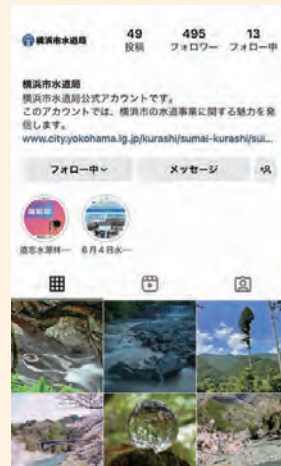 横浜市水道局
49 495 13
投稿 フォロワー フォロー中
横浜市水道局
横浜市水道局公式アカウントです。
このアカウントでは、横浜市の水道事業に関する魅力を発
信します。
www.city.yokohama.lg.jp/kurashi/sumai-kurashi/sui...
フォロー中 メッセージ
道志水源林… 6月4日水…